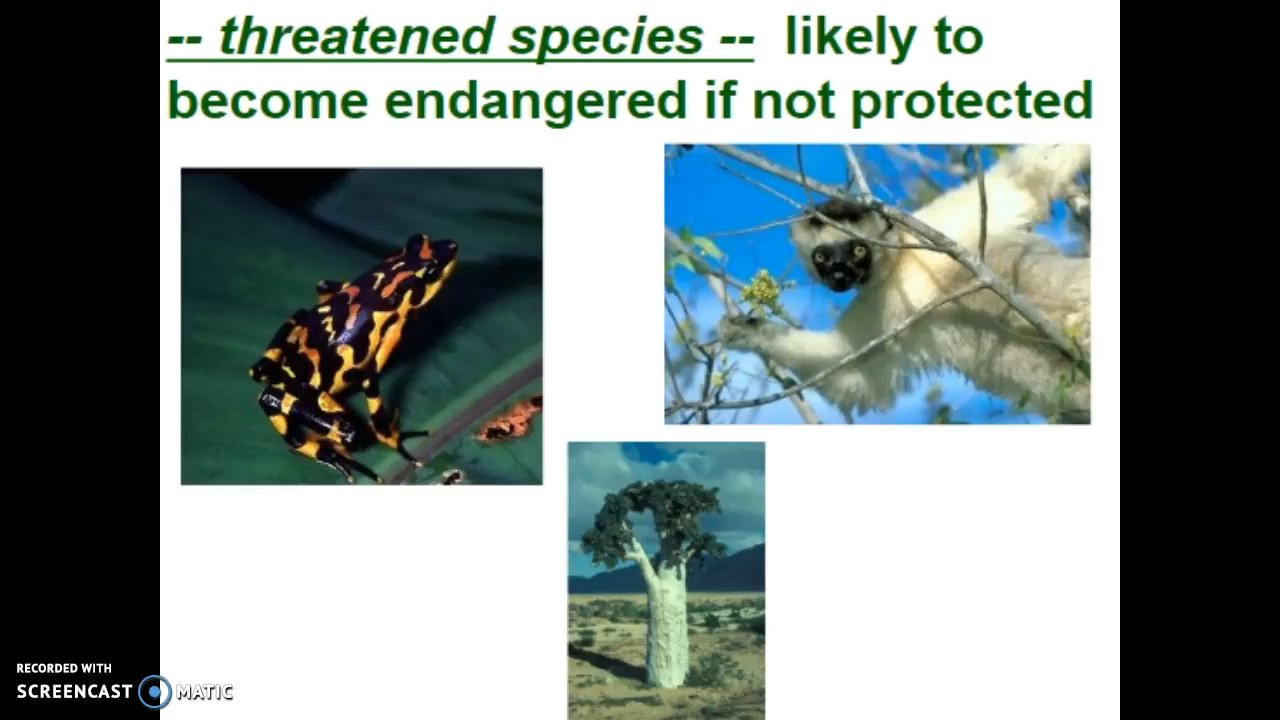 -- threatened species -- likely to
become endangered if not protected
RECORDED WITH
SCREENCAST MATIC